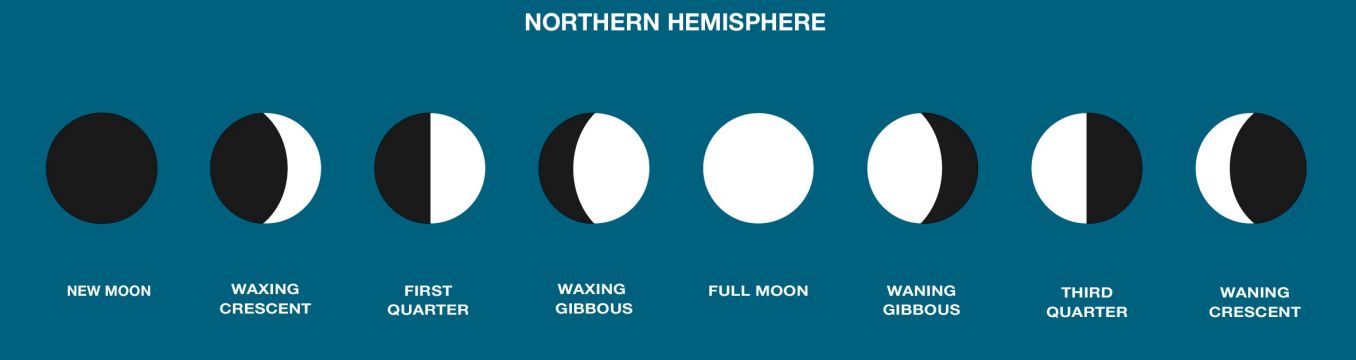 NORTHERN HEMISPHERE
NEW MOON
WAXING
CRESCENT
FIRST
QUARTER
WAXING
GIBBOUS
FULL MOON
WANING
GIBBOUS
THIRD
QUARTER
WANING
CRESCENT